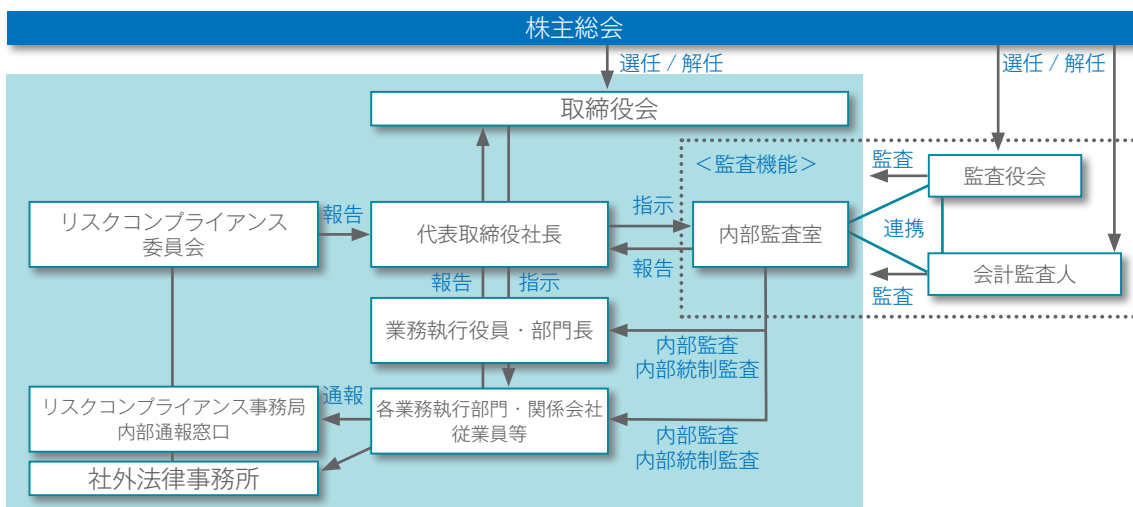 株主総会
選任 / 解任
選任 / 解任
取締役会
＜監査機能＞
監査
監査役会
リスクコンプライアンス
委員会
報告
代表取締役社長
指示
内部監査室
連携
報告
会計監査人
監査
報告
指示
業務執行役員・部門長
内部監査
内部統制監査
リスクコンプライアンス事務局
内部通報窓口
通報
各業務執行部門・関係会社
従業員等
内部監査
内部統制監査
社外法律事務所